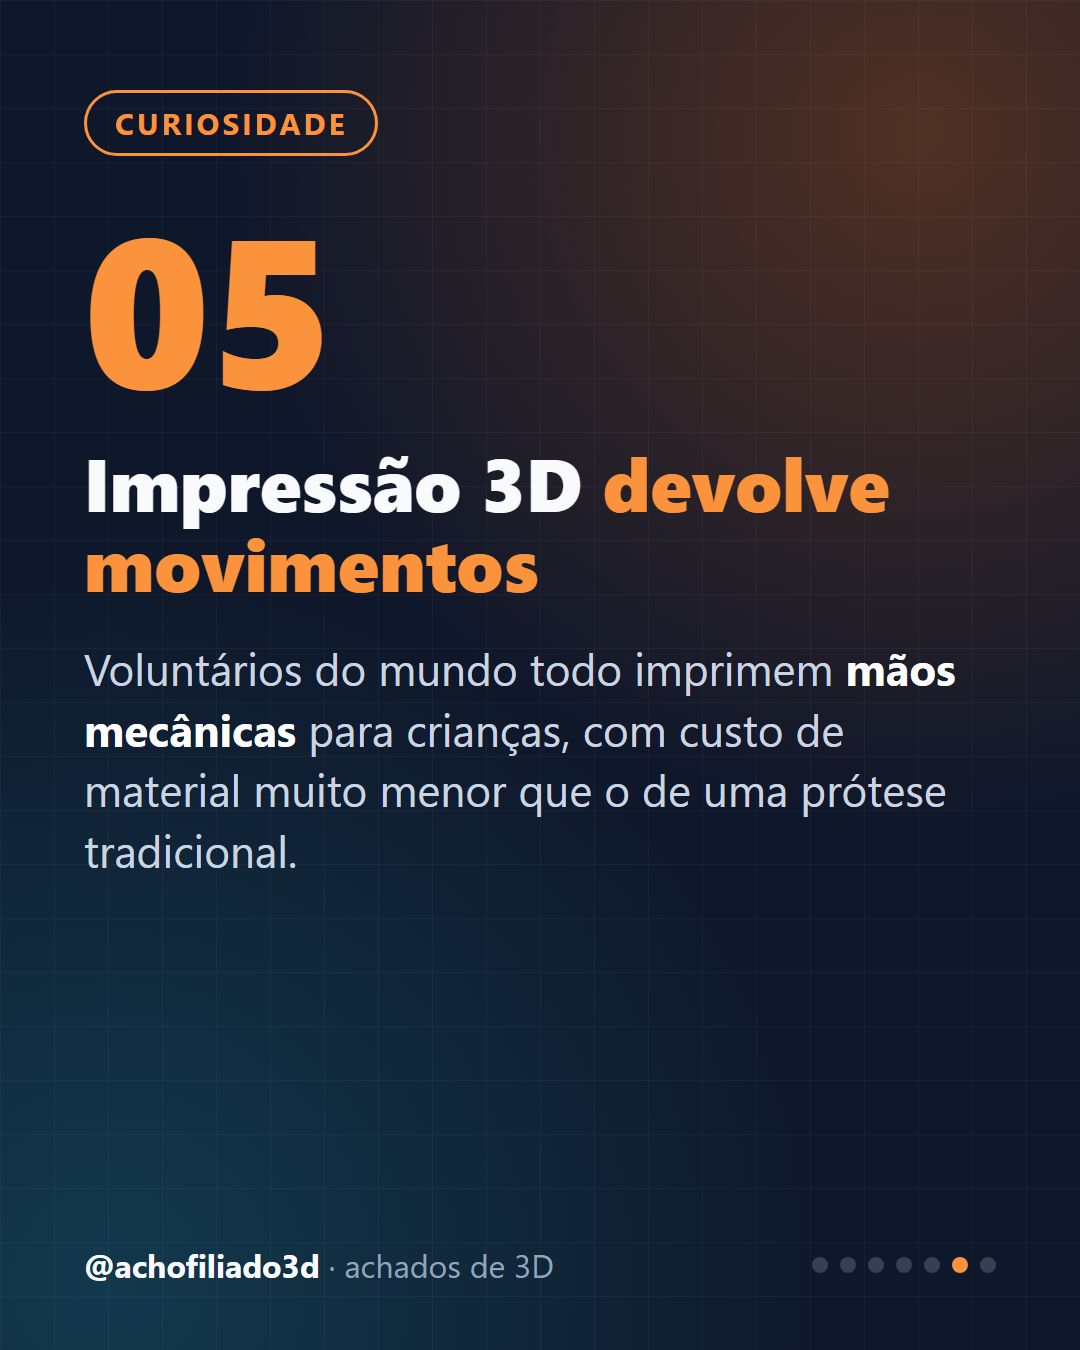 CURIOSIDADE
05
Impressão 3D devolve
movimentos
Voluntários do mundo todo imprimem mãos
mecânicas para crianças, com custo de
material muito menor que o de uma prótese
tradicional.
@achofiliado3d · achados de 3D